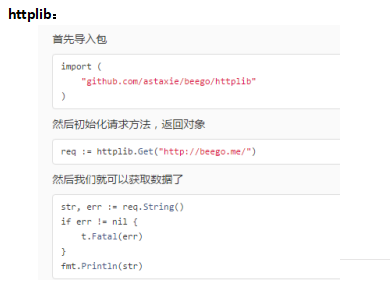 httplib：
首先导入包
import (
    "github.com/astaxie/beego/httplib"
)
然后初始化请求方法，返回对象
req := httplib.Get("http://beego.me/")
然后我们就可以获取数据了
str, err := req.String()
if err != nil {
    t.Fatal(err)
}
fmt.Println(str)